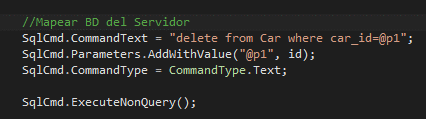 //Mapear BD del Servidor
SqlCmd.CommandText = "delete from Car where car_id=@p1";
SqlCmd.Parameters.AddWithValue("@p1", id);
SqlCmd.CommandType = CommandType.Text;
SqlCmd.ExecuteNonQuery();